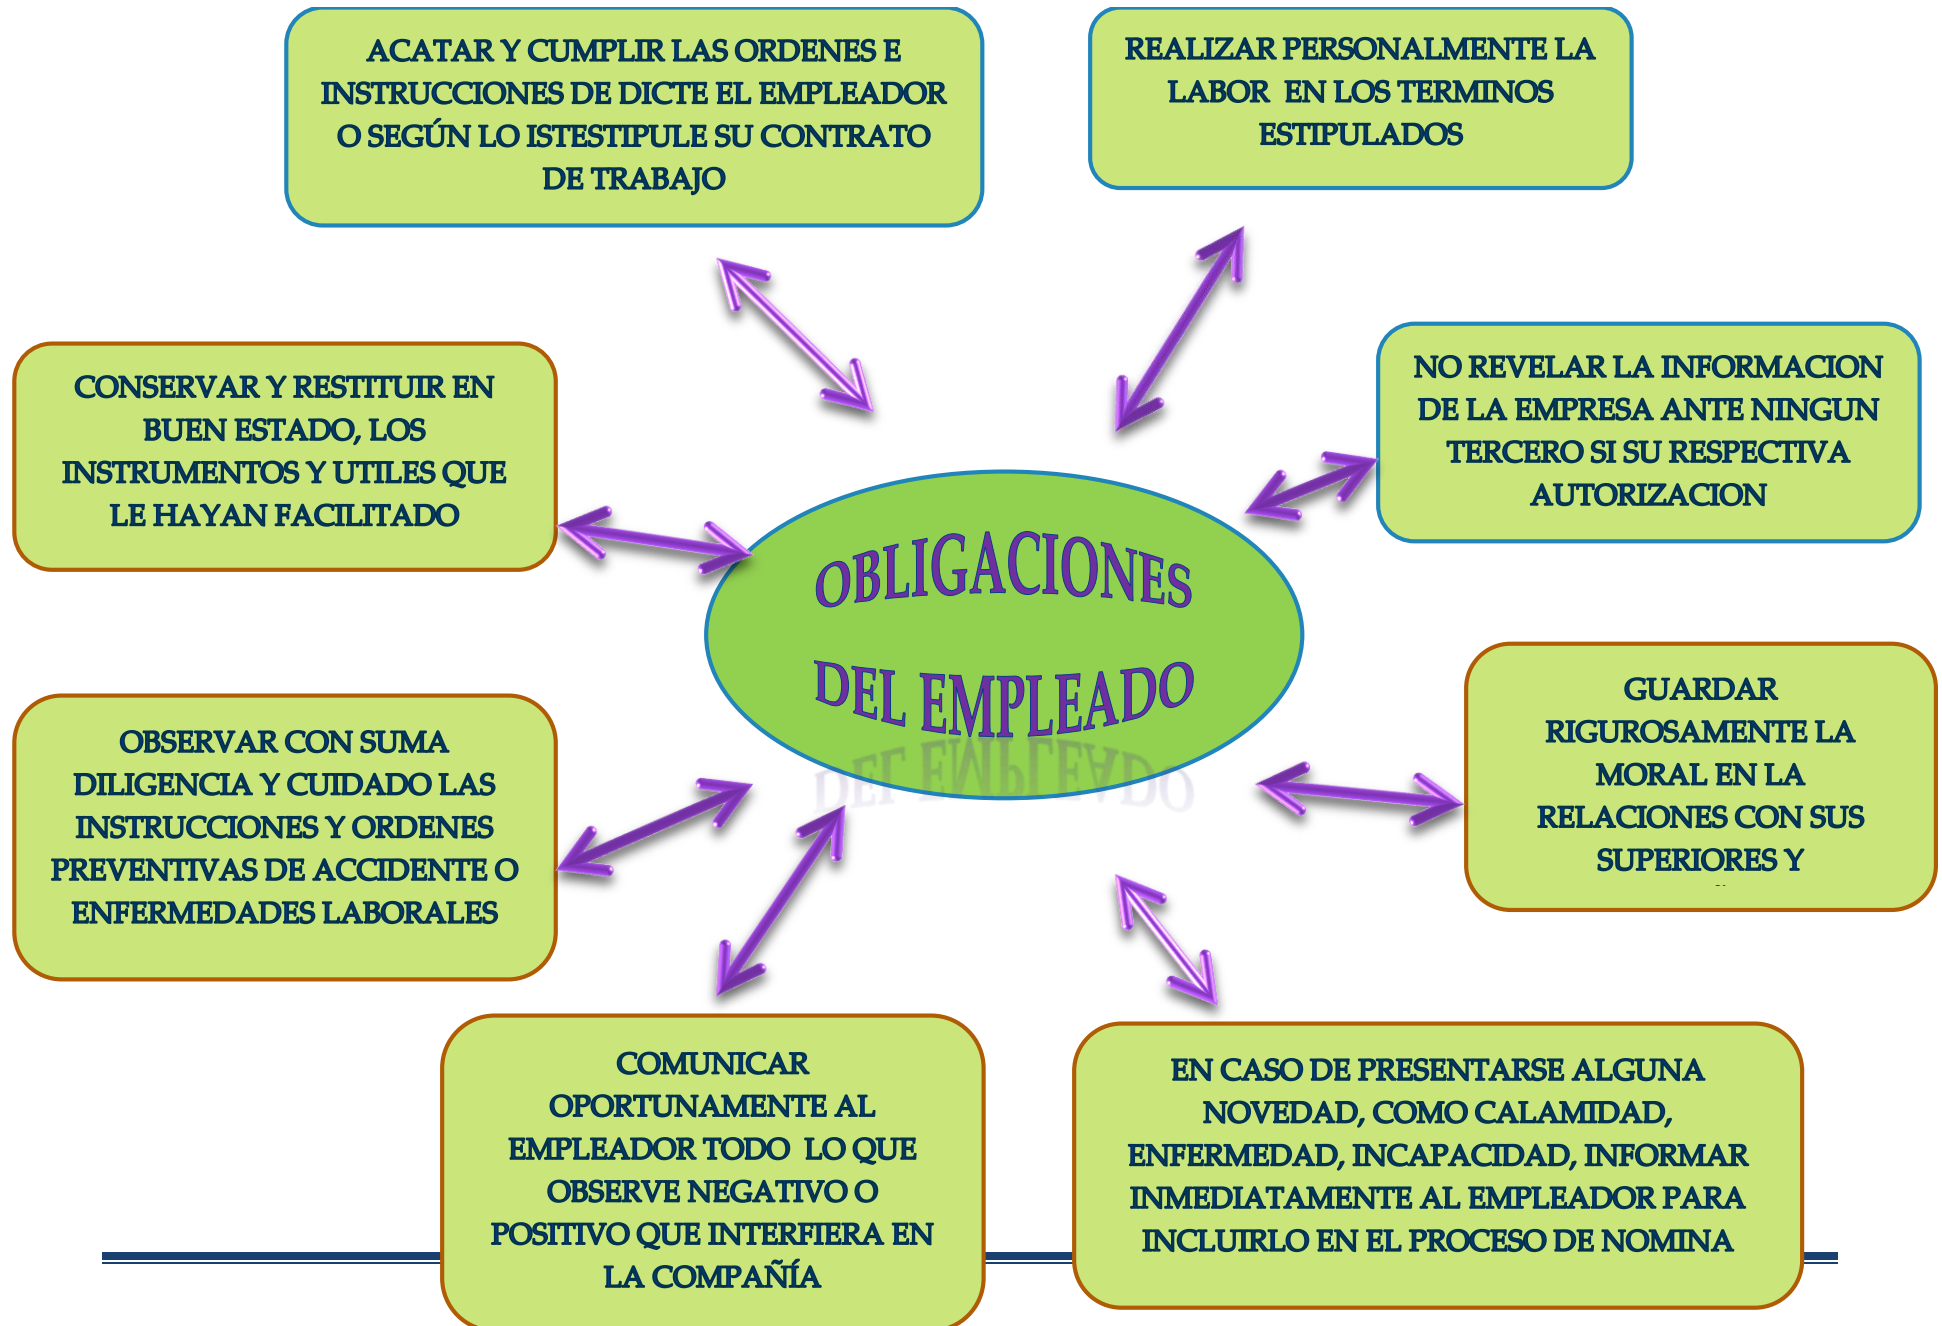 ACATAR Y CUMPLIR LAS ORDENES E
INSTRUCCIONES DE DICTE EL EMPLEADOR
O SEGÚN LO ISTESTIPULE SU CONTRATO
DE TRABAJO
REALIZAR PERSONALMENTE LA
LABOR EN LOS TERMINOS
ESTIPULADOS
CONSERVAR Y RESTITUIR EN
BUEN ESTADO, LOS
INSTRUMENTOS Y UTILES QUE
LE HAYAN FACILITADO
NO REVELAR LA INFORMACION
DE LA EMPRESA ANTE NINGUN
TERCERO SI SU RESPECTIVA
AUTORIZACION
OBLIGACIONES
DEL EMPLEADO
OBSERVAR CON SUMA
DILIGENCIA Y CUIDADO LAS
INSTRUCCIONES Y ORDENES
PREVENTIVAS DE ACCIDENTE O
ENFERMEDADES LABORALES
GUARDAR
RIGUROSAMENTE LA
MORAL EN LA
RELACIONES CON SUS
SUPERIORES Y
COMUNICAR
OPORTUNAMENTE AL
EMPLEADOR TODO LO QUE
OBSERVE NEGATIVO O
POSITIVO QUE INTERFIERA EN
LA COMPAÑÍA
EN CASO DE PRESENTARSE ALGUNA
NOVEDAD, COMO CALAMIDAD,
ENFERMEDAD, INCAPACIDAD, INFORMAR
INMEDIATAMENTE AL EMPLEADOR PARA
INCLUIRLO EN EL PROCESO DE NOMINA